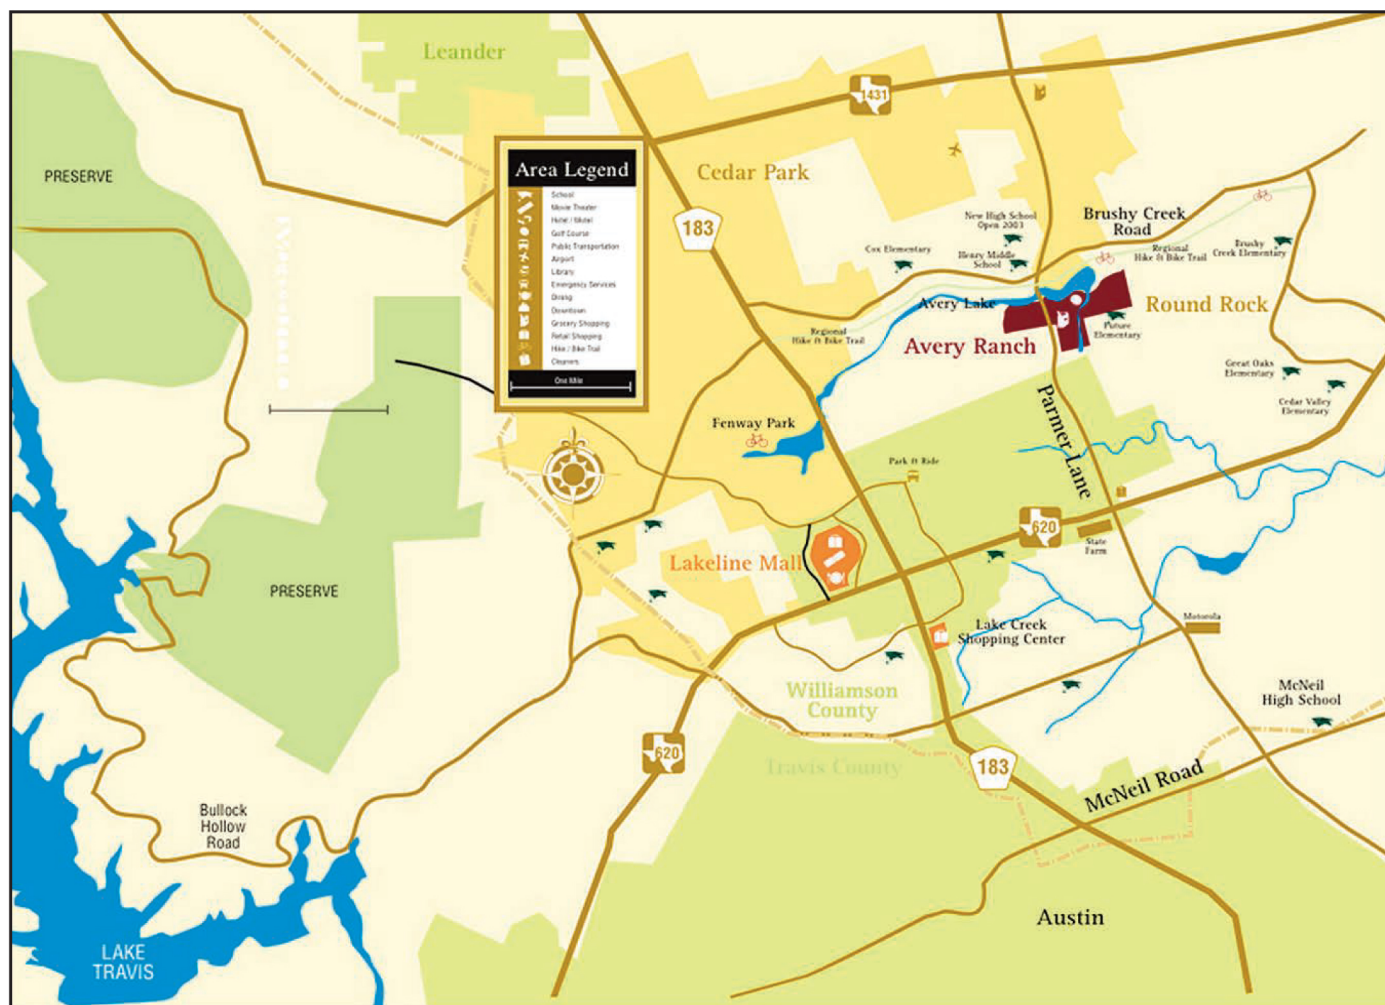 Leander
1431
PRESERVE
Area Legend
School
Movie Theater
Hotel / Motel
Golf Course
Public Transportation
Airport
Library
Emergency Services
Dining
Downtown
Grocery Shopping
Retail Shopping
Hike / Bike Trail
Cleaners
One Mile
Cedar Park
183
New High School
Open 2003
Cox Elementary
Henry Middle
School
Brushy Creek
Road
Regional
Hike & Bike Trail
Brushy
Creek Elementary
Avery Lake
Round Rock
Regional
Hike & Bike Trail
Avery Ranch
Future
Elementary
Great Oaks
Elementary
Cedar Valley
Elementary
Parmer Lane
Fenway Park
Park & Ride
620
State
Farm
Lakeline Mall
PRESERVE
Lake Creek
Shopping Center
Motorola
Williamson
County
McNeil
High School
620
Travis County
183
McNeil Road
Bullock
Hollow
Road
Austin
LAKE
TRAVIS